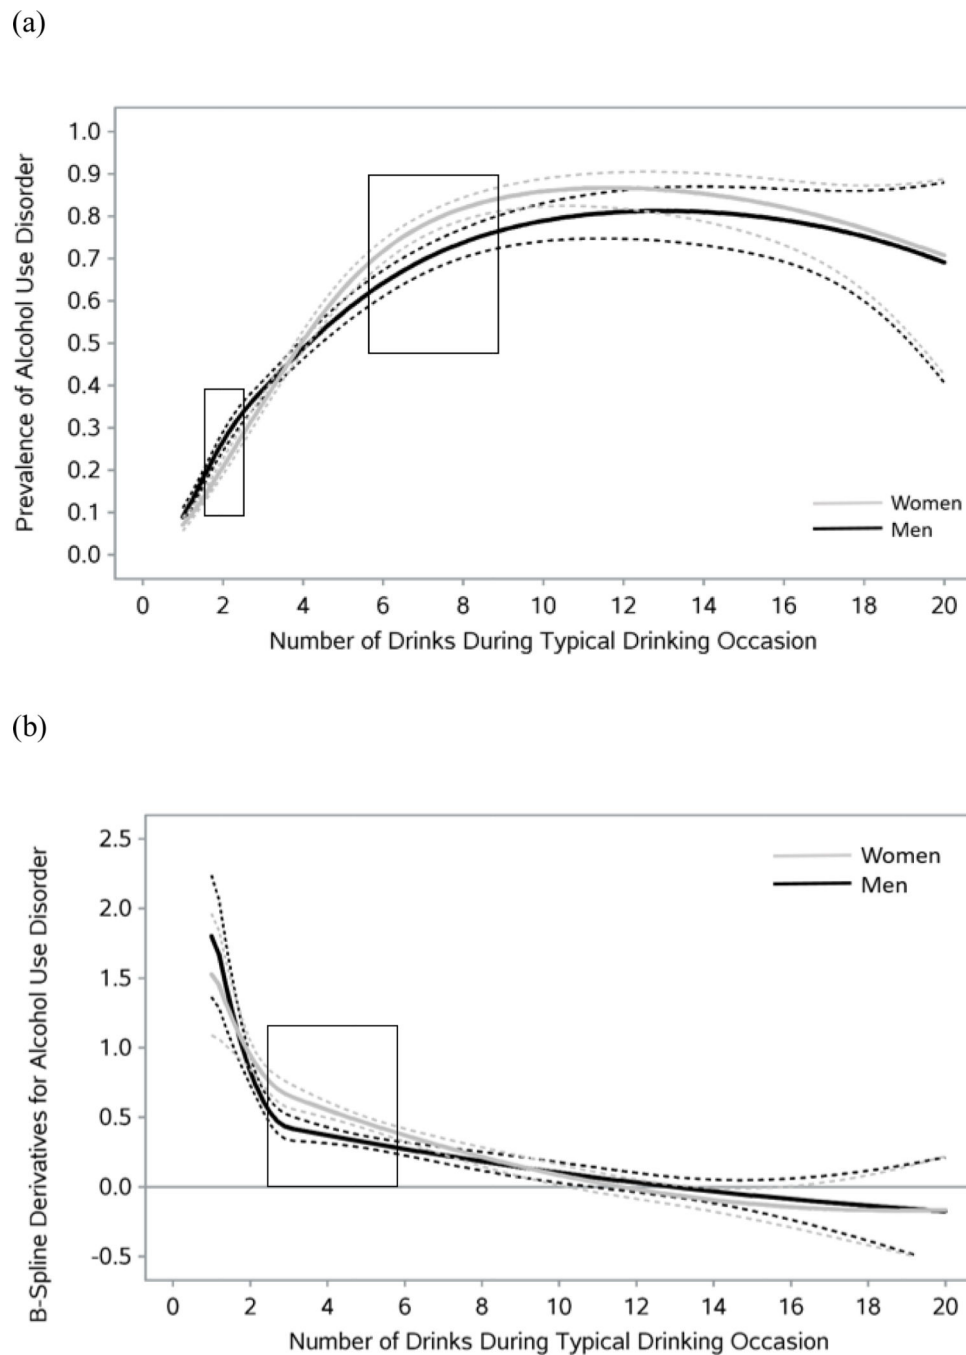 (a)
Prevalence of Alcohol Use Disorder
1.0
0.9
0.8
0.7
0.6
0.5
0.4
0.3
0.2
0.1
0.0
Women
Men
0 2 4 6 8 10 12 14 16 18 20
Number of Drinks During Typical Drinking Occasion
(b)
B-Spline Derivatives for Alcohol Use Disorder
2.5
2.0
1.5
1.0
0.5
0.0
-0.5
Women
Men
0 2 4 6 8 10 12 14 16 18 20
Number of Drinks During Typical Drinking Occasion